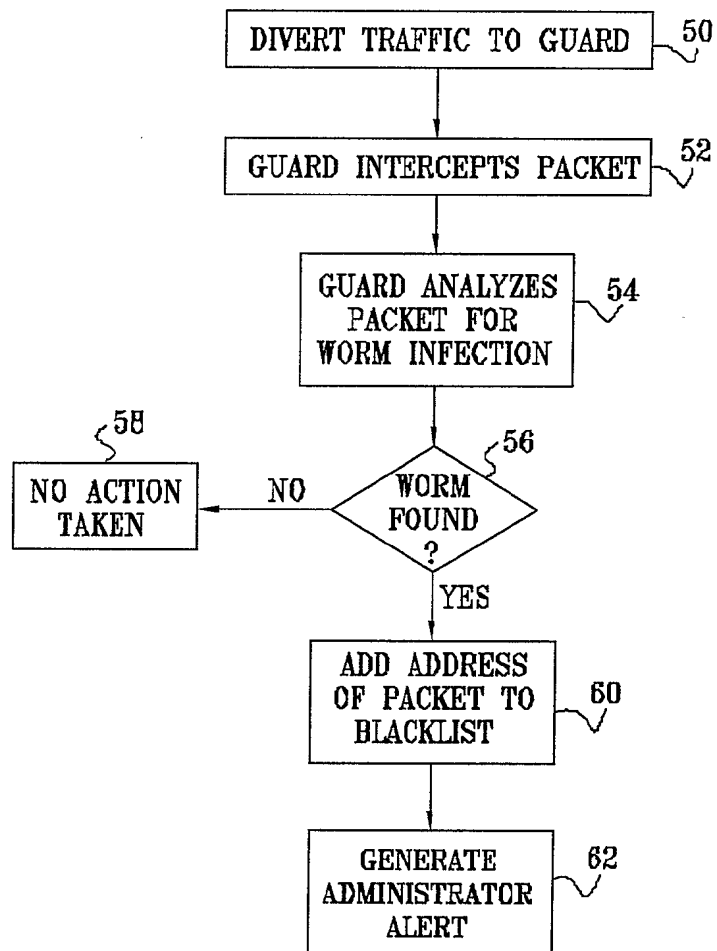 DIVERT TRAFFIC TO GUARD
50
GUARD INTERCEPTS PACKET
52
GUARD ANALYZES
PACKET FOR
WORM INFECTION
54
58
NO ACTION
TAKEN
NO
56
WORM
FOUND
?
YES
ADD ADDRESS
OF PACKET TO
BLACKLIST
60
GENERATE
ADMINISTRATOR
ALERT
62